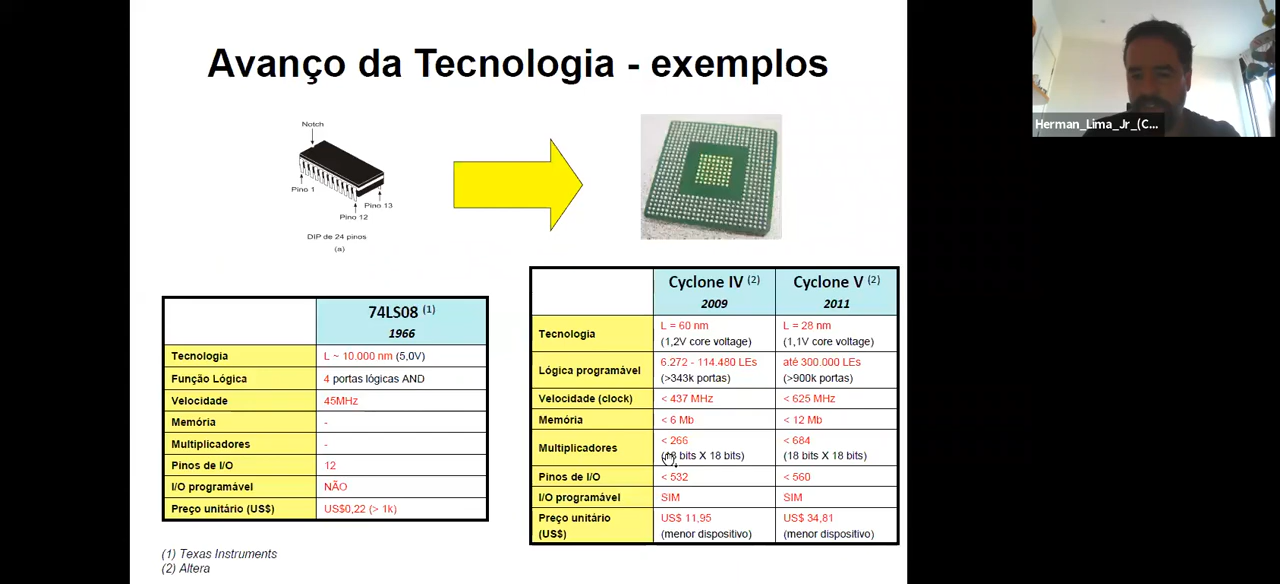 Avanço da Tecnologia - exemplos
Notch
Pino 1
Pino 13
Pino 12
DIP de 24 pinos
(a)
74LS08 (1)
1966
Tecnologia L ~ 10.000 nm (5,0V)
Função Lógica 4 portas lógicas AND
Velocidade 45MHz
Memória -
Multiplicadores -
Pinos de I/O 12
I/O programável NÃO
Preço unitário (US$) US$0,22 (> 1k)
(1) Texas Instruments
(2) Altera
Cyclone IV (2) Cyclone V (2)
2009 2011
Tecnologia L = 60 nm L = 28 nm
(1,2V core voltage) (1,1V core voltage)
Lógica programável 6.272 - 114.480 LEs até 300.000 LEs
(>343k portas) (>900k portas)
Velocidade (clock) < 437 MHz < 625 MHz
Memória < 6 Mb < 12 Mb
Multiplicadores < 266 < 684
(18 bits X 18 bits) (18 bits X 18 bits)
Pinos de I/O < 532 < 560
I/O programável SIM SIM
Preço unitário US$ 11,95 US$ 34,81
(US$) (menor dispositivo) (menor dispositivo)
Herman_Lima_Jr_(C...